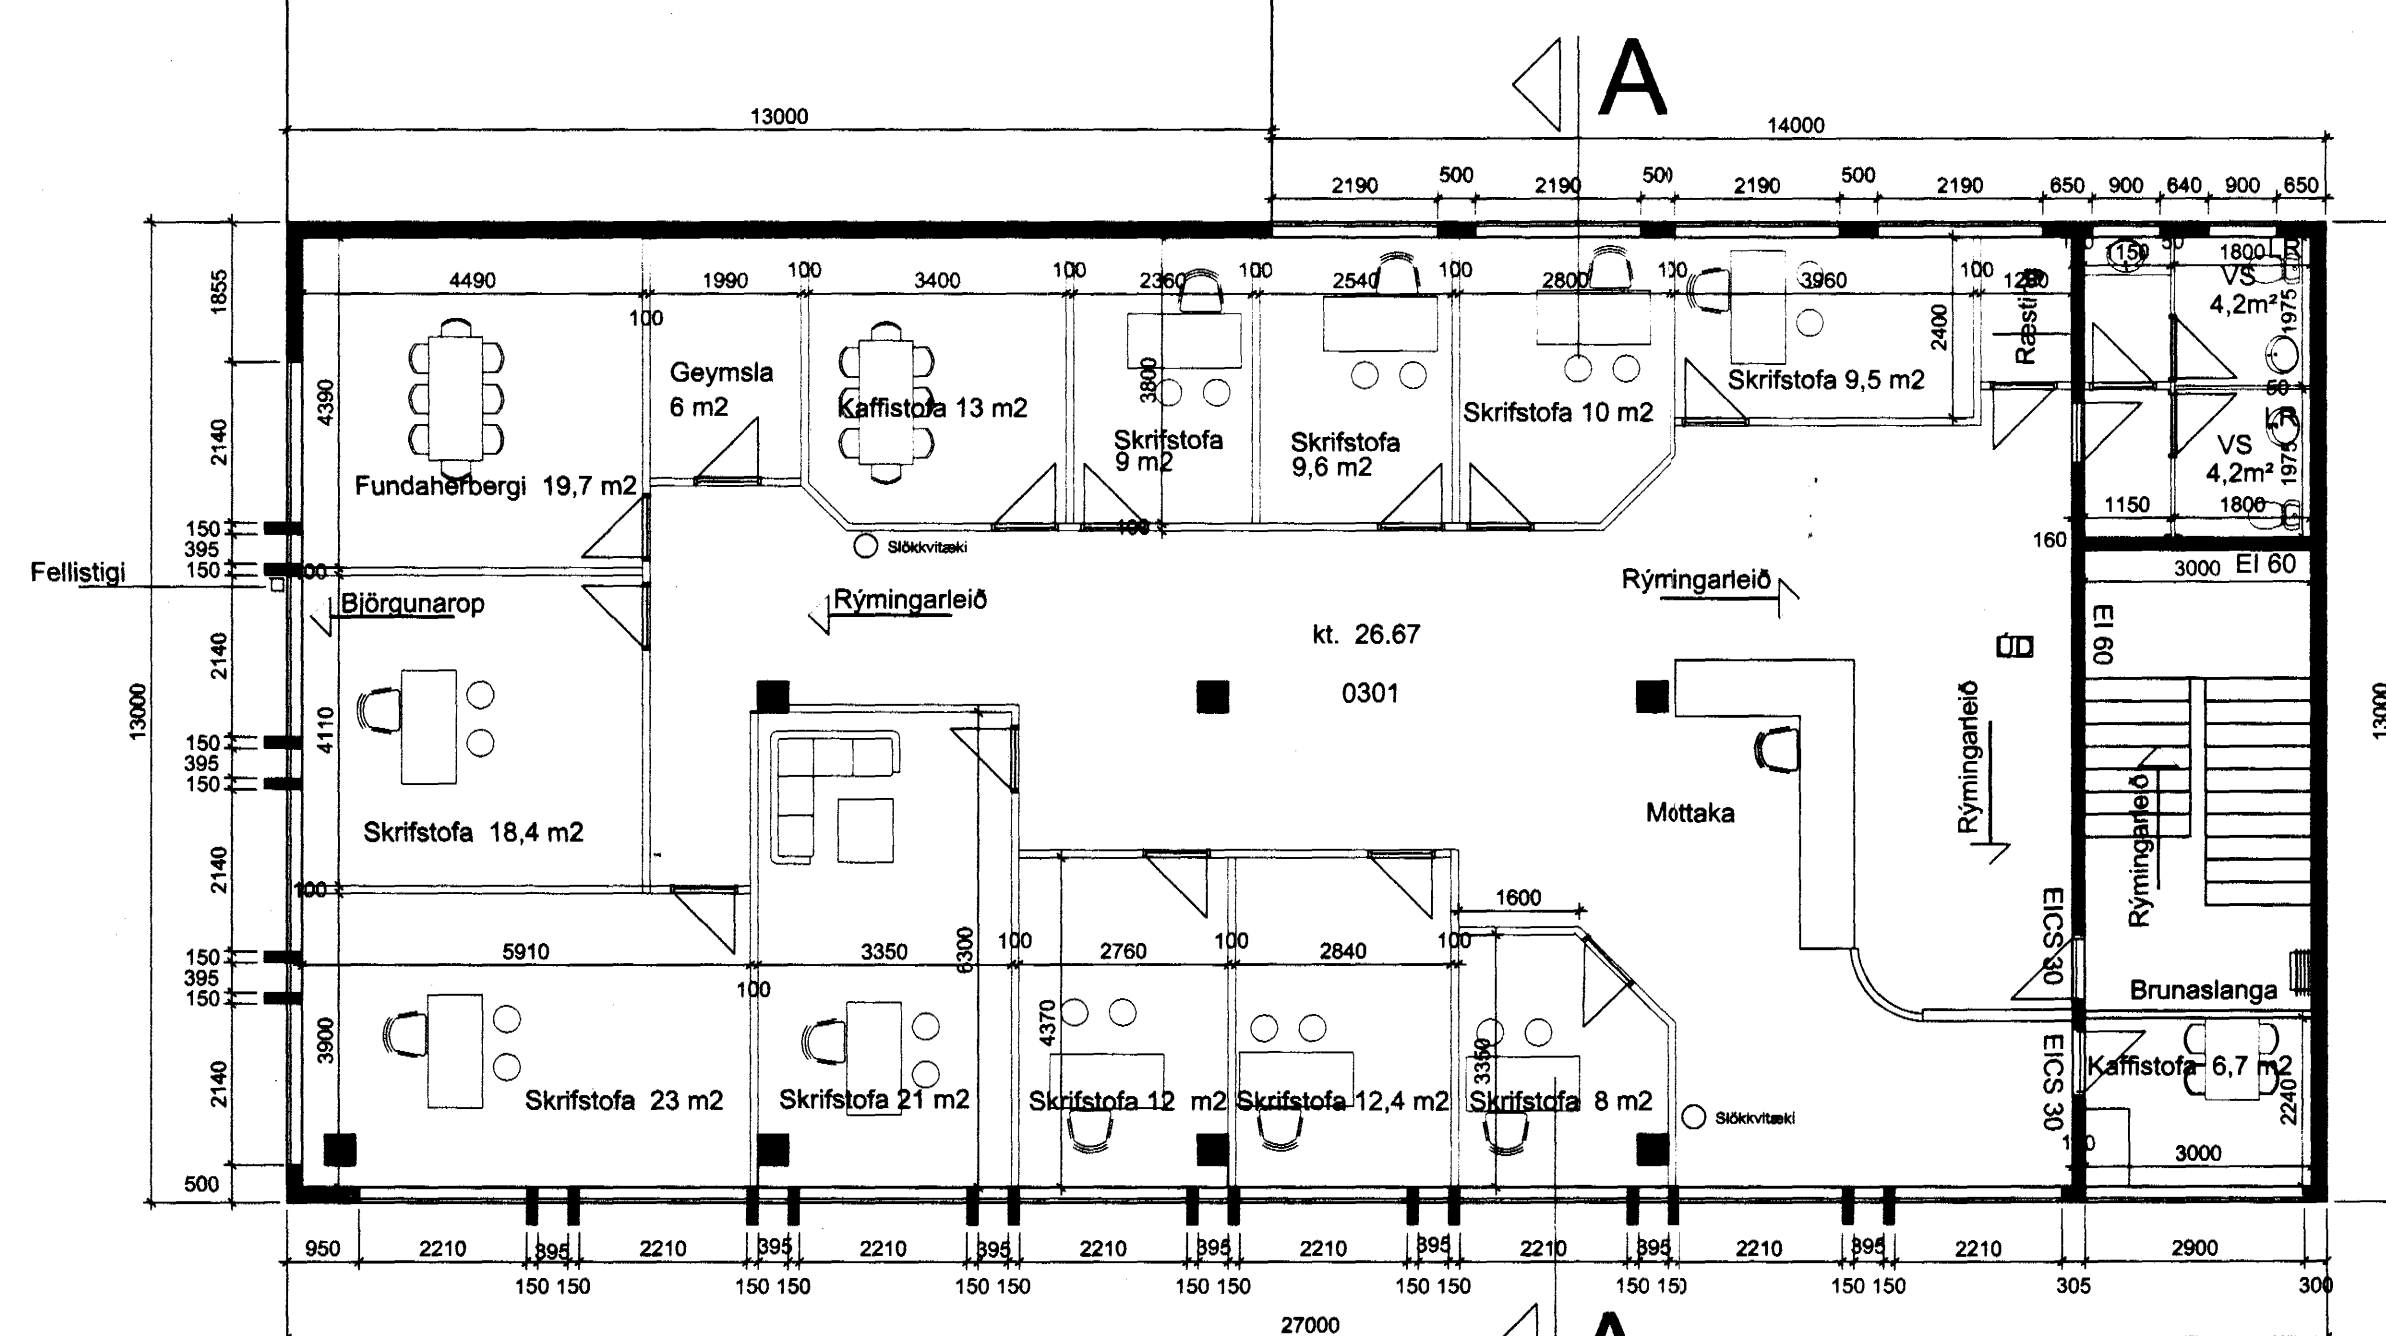 A
13000
14000
2190 500 2190 500 2190 500 2190 650 900 640 900 650
4490 1990 100 3400 100 2360 100 2540 100 2800 100 3960 100 1800
100
1855
4390
2140
Geymsla
6 m2
Kaffistofa 13 m2
3800
Skrifstofa
9 m2
Skrifstofa
9,6 m2
Skrifstofa 10 m2
Skrifstofa 9,5 m2
2400
Ræsting
VS
4,2m²
1975
50
VS
4,2m²
1975
1150 1800
Fundaherbergi 19,7 m2
150
395
150
100
Slökkvitæki
160
3000
EI 60
EI 60
Fellistigi
Björgunarop
Rýmingarleið
Rýmingarleið
kt. 26.67
0301
13000
2140
4110
150
395
150
2140
13000
Rýmingarleið
Rýmingarleið
Móttaka
Skrifstofa 18,4 m2
100
1600
EICS 30
Brunaslanga
5910 3350 100 2760 100 2840 100
100
6300
4370
3350
150
395
150
3900
2140
500
Skrifstofa 23 m2
Skrifstofa 21 m2
Skrifstofa 12 m2
Skrifstofa 12,4 m2
Skrifstofa 8 m2
Slökkvitæki
EICS 30
Kaffistofa 6,7 m2
2240
3000
950 2210 395 2210 395 2210 395 2210 395 2210 395 2210 395 2210 395 2210 2900
150 150 150 150 150 150 150 150 150 150 150 150 150 150 305 300
27000
A